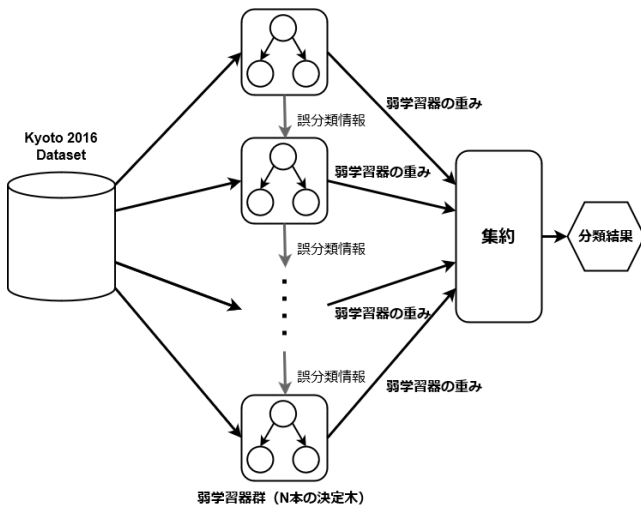 弱学習器の重み
誤分類情報
Kyoto 2016
Dataset
弱学習器の重み
集約
分類結果
誤分類情報
弱学習器の重み
誤分類情報
弱学習器の重み
弱学習器群（N本の決定木）